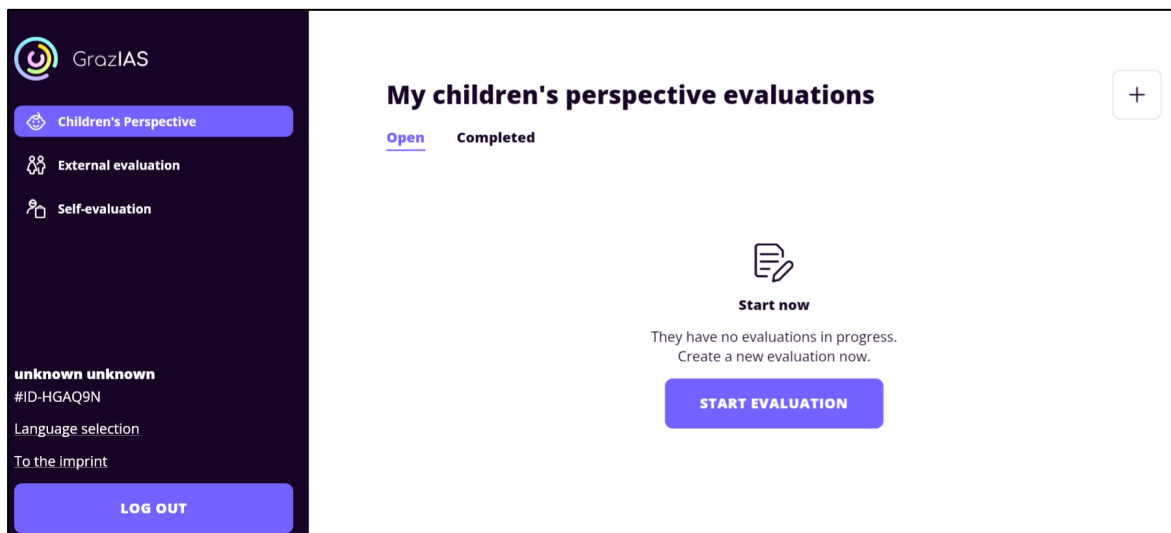 GrazIAS
Children's Perspective
External evaluation
Self-evaluation
unknown unknown
#ID-HGAQ9N
Language selection
To the imprint
LOG OUT
My children's perspective evaluations
Open Completed
Start now
They have no evaluations in progress.
Create a new evaluation now.
START EVALUATION